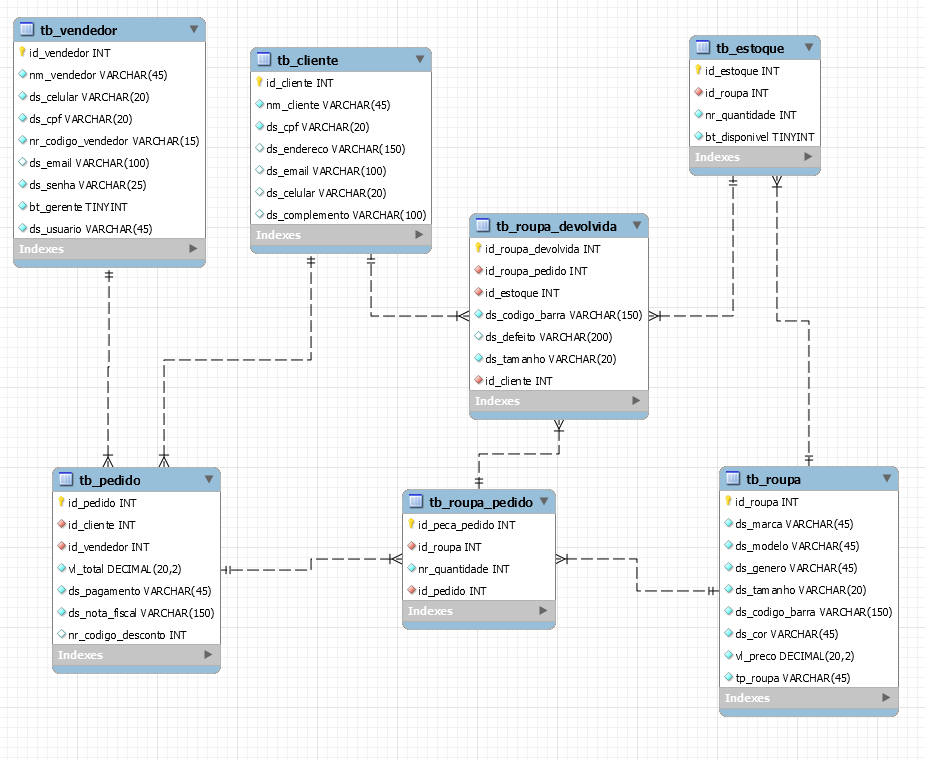 tb_vendedor
id_vendedor INT
nm_vendedor VARCHAR(45)
ds_celular VARCHAR(20)
ds_cpf VARCHAR(20)
nr_codigo_vendedor VARCHAR(15)
ds_email VARCHAR(100)
ds_senha VARCHAR(25)
bt_gerente TINYINT
ds_usuario VARCHAR(45)
Indexes
tb_cliente
id_cliente INT
nm_cliente VARCHAR(45)
ds_cpf VARCHAR(20)
ds_endereco VARCHAR(150)
ds_email VARCHAR(100)
ds_celular VARCHAR(20)
ds_complemento VARCHAR(100)
Indexes
tb_estoque
id_estoque INT
id_roupa INT
nr_quantidade INT
bt_disponivel TINYINT
Indexes
tb_roupa_devolvida
id_roupa_devolvida INT
id_roupa_pedido INT
id_estoque INT
ds_codigo_barra VARCHAR(150)
ds_defeito VARCHAR(200)
ds_tamanho VARCHAR(20)
id_cliente INT
Indexes
tb_pedido
id_pedido INT
id_cliente INT
id_vendedor INT
vl_total DECIMAL(20,2)
ds_pagamento VARCHAR(45)
ds_nota_fiscal VARCHAR(150)
nr_codigo_desconto INT
Indexes
tb_roupa_pedido
id_peca_pedido INT
id_roupa INT
nr_quantidade INT
id_pedido INT
Indexes
tb_roupa
id_roupa INT
ds_marca VARCHAR(45)
ds_modelo VARCHAR(45)
ds_genero VARCHAR(45)
ds_tamanho VARCHAR(20)
ds_codigo_barra VARCHAR(150)
ds_cor VARCHAR(45)
vl_preco DECIMAL(20,2)
tp_roupa VARCHAR(45)
Indexes